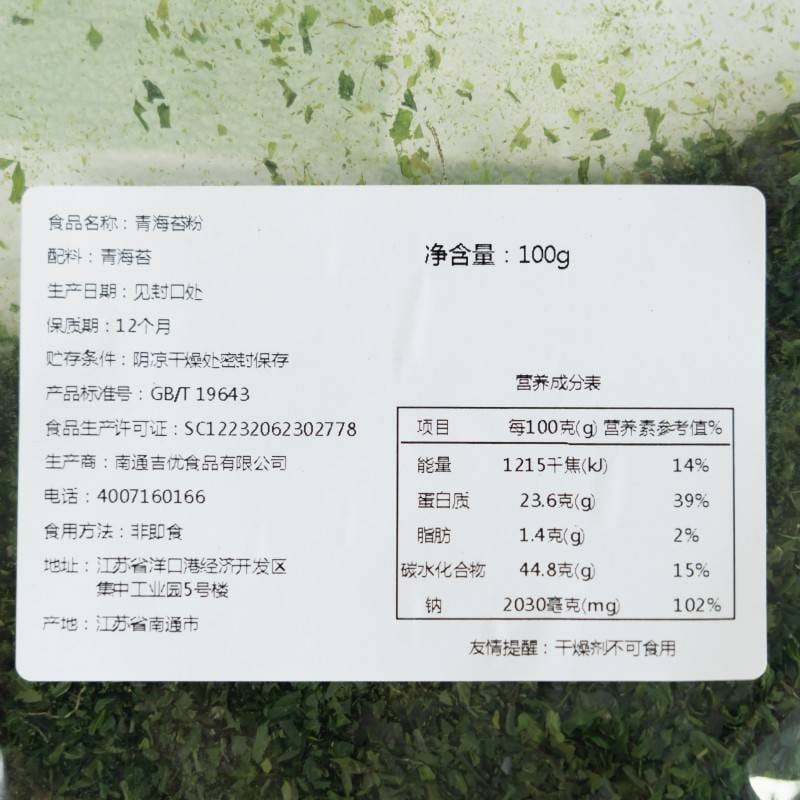 食品名称：青海苔粉
配料：青海苔
生产日期：见封口处
保质期：12个月
贮存条件：阴凉干燥处密封保存
产品标准号：GB/T 19643
食品生产许可证：SC12232062302778
生产商：南通吉优食品有限公司
电话：4007160166
食用方法：非即食
地址：江苏省洋口港经济开发区
集中工业园5号楼
产地：江苏省南通市
净含量：100g
营养成分表
项目 每100克(g) 营养素参考值%
能量 1215千焦(kJ) 14%
蛋白质 23.6克(g) 39%
脂肪 1.4克(g) 2%
碳水化合物 44.8克(g) 15%
钠 2030毫克(mg) 102%
友情提醒：干燥剂不可食用